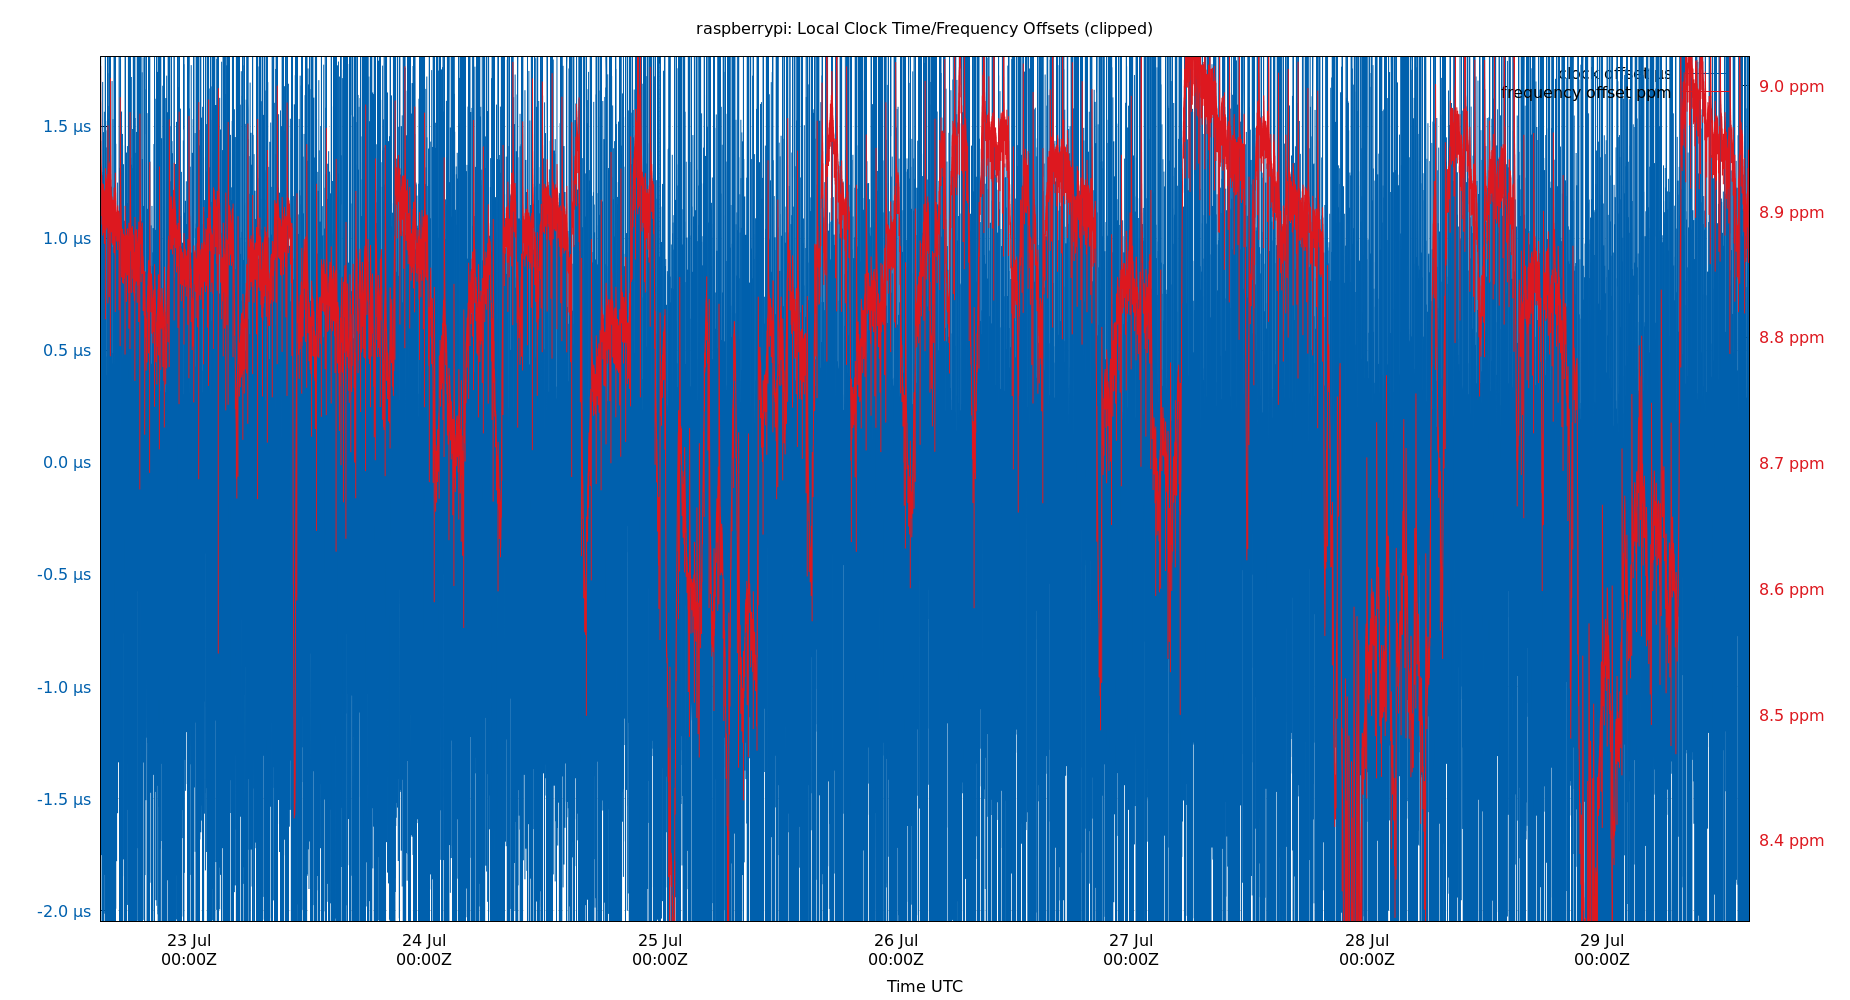 raspberrypi: Local Clock Time/Frequency Offsets (clipped)
clock offset µs
frequency offset ppm
1.5 µs
1.0 µs
0.5 µs
0.0 µs
-0.5 µs
-1.0 µs
-1.5 µs
-2.0 µs
9.0 ppm
8.9 ppm
8.8 ppm
8.7 ppm
8.6 ppm
8.5 ppm
8.4 ppm
23 Jul
00:00Z
24 Jul
00:00Z
25 Jul
00:00Z
26 Jul
00:00Z
27 Jul
00:00Z
28 Jul
00:00Z
29 Jul
00:00Z
Time UTC